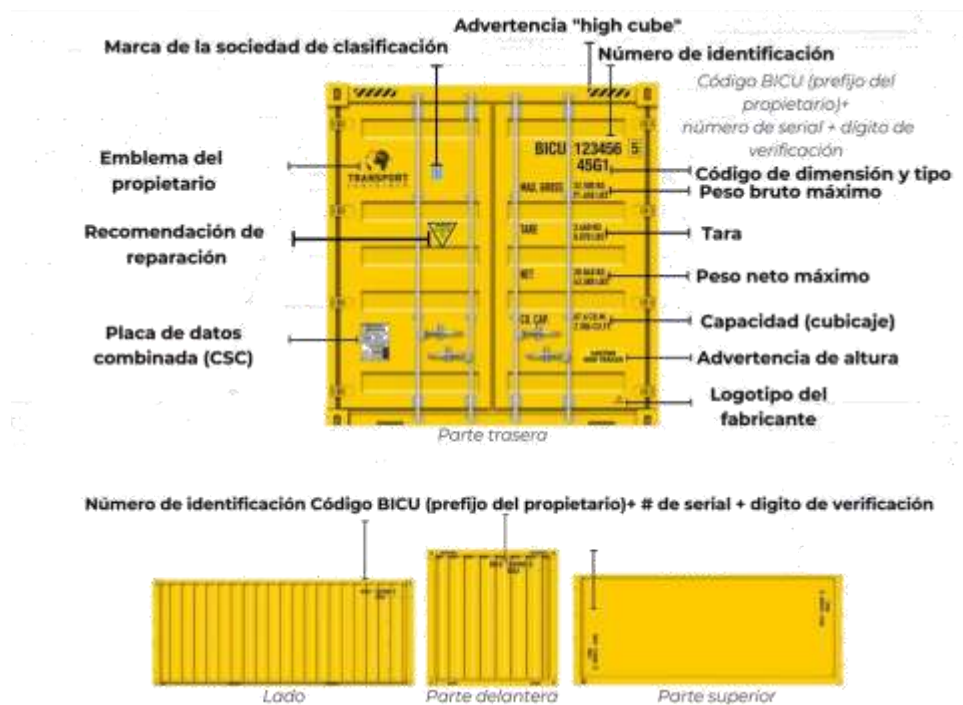 Advertencia "high cube"
Marca de la sociedad de clasificación
Número de identificación
Código BICU (prefijo del
propietario)+
número de serial + dígito de
verificación
BICU 123456 5
45G1
Código de dimensión y tipo
Emblema del
propietario
TRANSPORT
MAX. GROSS
Peso bruto máximo
Recomendación de
reparación
TARE
Tara
NET
Peso neto máximo
CU. CAP.
Capacidad (cubicaje)
Placa de datos
combinada (CSC)
Advertencia de altura
Logotipo del
fabricante
Parte trasera
Número de identificación Código BICU (prefijo del propietario)+ # de serial + digito de verificación
Lado
Parte delantera
Parte superior